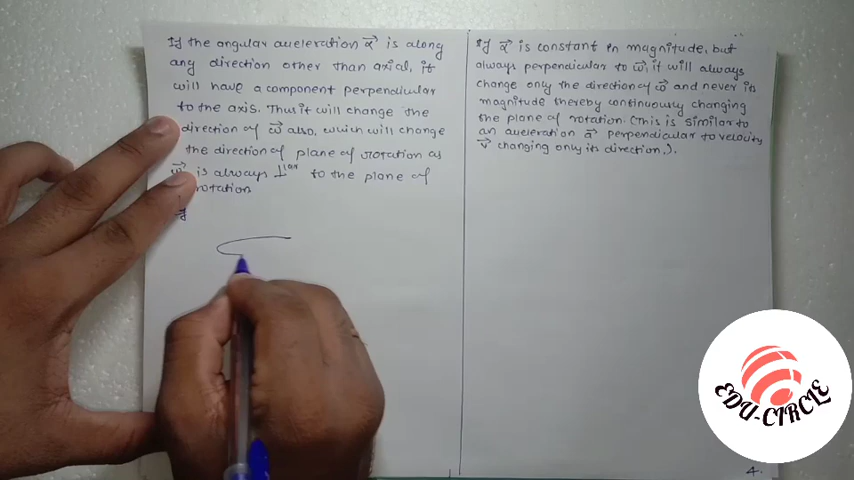 If the angular aueleration α⃗ is along
any direction other than axial, it
will have a component perpendicular
to the axis. Thus it will change the
direction of ω⃗ also, which will change
the direction of plane of rotation as
is always ⊥ar to the plane of
rotation
If α⃗ is constant in magnitude, but
always perpendicular to ω⃗, it will always
change only the direction of ω⃗ and never its
magnitude thereby continuously changing
the plane of rotation. (This is similar to
an aueleration a⃗ perpendicular to velocity
v⃗ changing only its direction.).
4.
EDU-CIRCLE